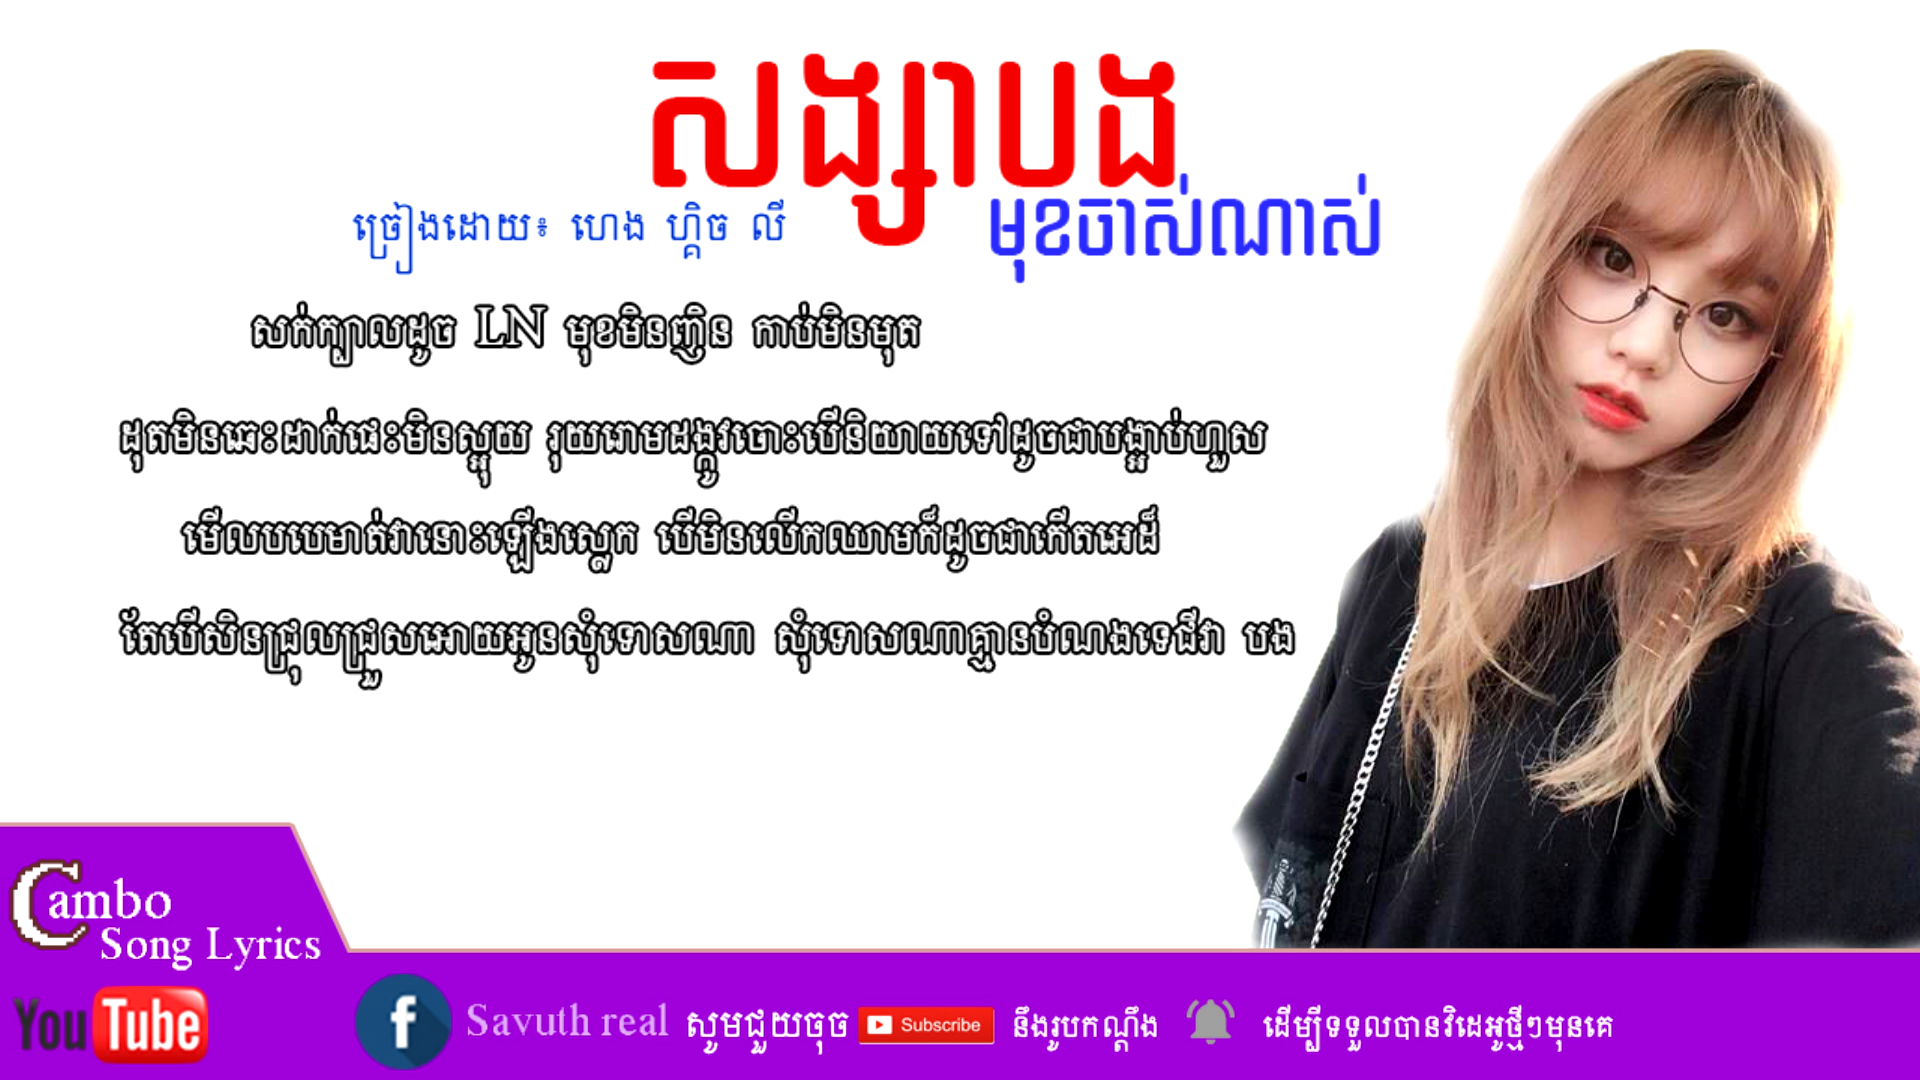 សង្សាបង
មុខចាស់ណាស់
ច្រៀងដោយ៖ ហេង ហ្គិច លី
សក់ក្បាលដូច LN មុខមិនញញិន កាប់មិនមុត
ដុតមិនឆេះដាក់ផេះមិនស្អុយ រុយរោមដង្កូវចោះបើនិយាយទៅដូចជាបង្អាប់ហួស
មើលបបរមាត់វានោះឡើងស្លេក បើមិនលើកឈាមក៏ដូចជាកើតអេដ៏
តែបើសិនជ្រុលជ្រួសអោយអូនសុំទោសណា សុំទោសណាគ្មានបំណងទេជីវា បង
Cambo
Song Lyrics
YouTube
f Savuth real សូមជួយចុច Subscribe នឹងរូបកណ្ដឹង ដើម្បីទទួលបានវិដេអូថ្មីៗមុនគេ